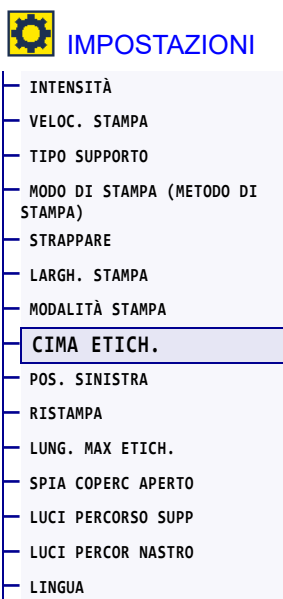 IMPOSTAZIONI
INTENSITÀ
VELOC. STAMPA
TIPO SUPPORTO
MODO DI STAMPA (METODO DI
STAMPA)
STRAPPARE
LARGH. STAMPA
MODALITÀ STAMPA
CIMA ETICH.
POS. SINISTRA
RISTAMPA
LUNG. MAX ETICH.
SPIA COPERC APERTO
LUCI PERCORSO SUPP
LUCI PERCOR NASTRO
LINGUA